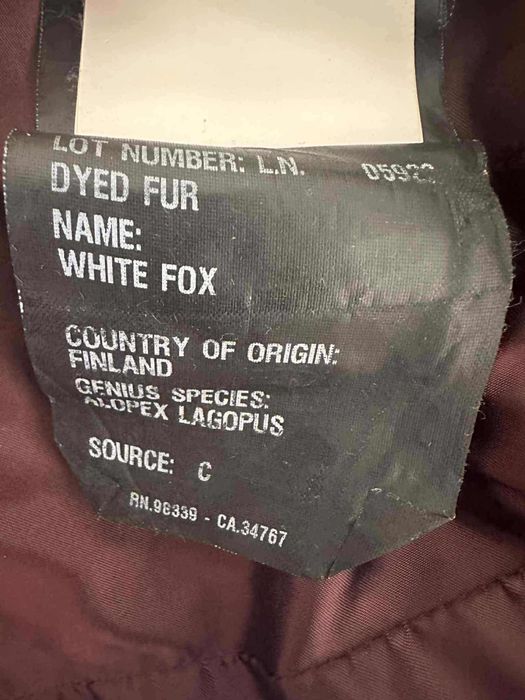 LOT NUMBER: L.N.
DYED FUR
NAME:
WHITE FOX
COUNTRY OF ORIGIN:
FINLAND
GENIUS SPECIES:
ALOPEX LAGOPUS
SOURCE: C
RN.98339 - CA.34767